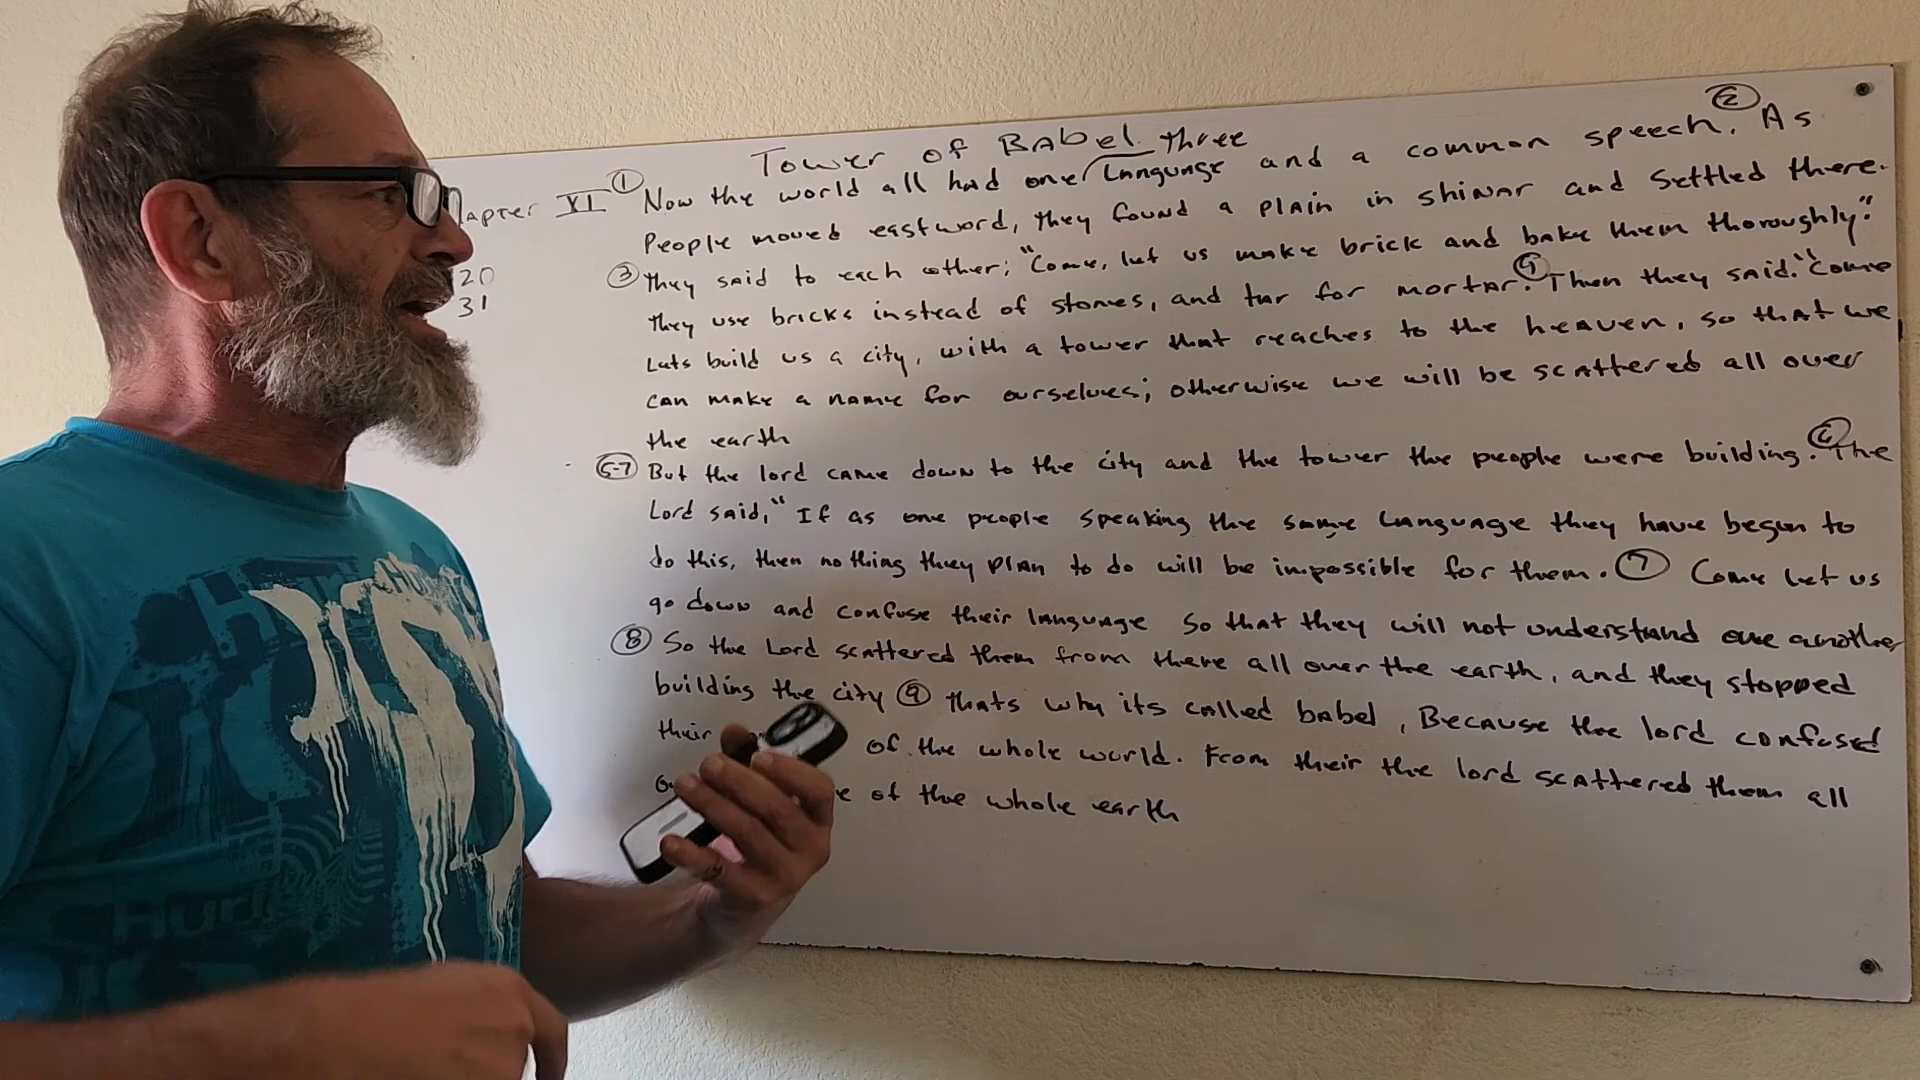 Tower of BAbel three
②
apter XI ① Now the world all had one language and a common speech. As
People moved eastword, they found a plain in shinar and settled there.
③ They said to each other; "Come, let us make brick and bake them thoroughly".
20
31
They use bricks instead of stones, and tar for mortar. ④ Then they said. "Come
Lets build us a city, with a tower that reaches to the heaven, so that we
can make a name for ourselves; otherwise we will be scattered all over
the earth
⑤-7 But the lord came down to the city and the tower the people were building. ⑥ The
Lord said, "If as one people speaking the same language they have begun to
do this, then nothing they plan to do will be impossible for them. ⑦ Come let us
go down and confuse their language so that they will not understand one another
⑧ So the Lord scattered them from there all over the earth, and they stopped
building the city ⑨ thats why its called babel, Because the lord confused
their of the whole world. From their the lord scattered them all
e of the whole earth
Hurley